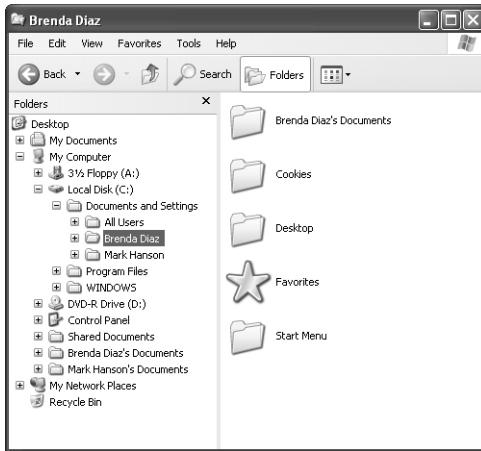 Brenda Diaz
File Edit View Favorites Tools Help
Back Search Folders
Folders
Desktop
My Documents
My Computer
3½ Floppy (A:)
Local Disk (C:)
Documents and Settings
All Users
Brenda Diaz
Mark Hanson
Program Files
WINDOWS
DVD-R Drive (D:)
Control Panel
Shared Documents
Brenda Diaz's Documents
Mark Hanson's Documents
My Network Places
Recycle Bin
Brenda Diaz's Documents
Cookies
Desktop
Favorites
Start Menu